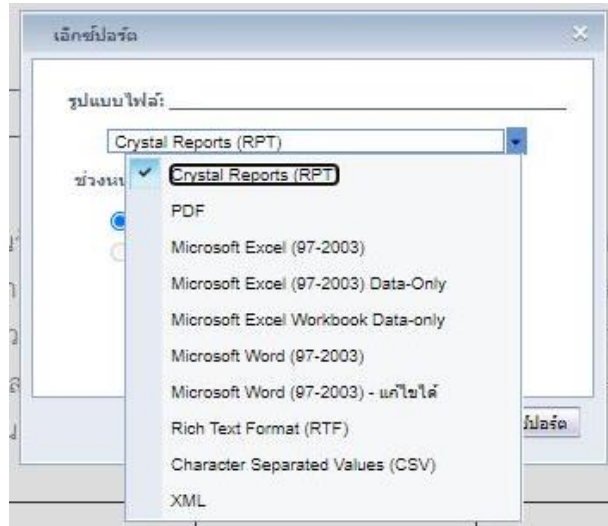 เอ็กซ์ปอร์ต
รูปแบบไฟล์:
Crystal Reports (RPT)
Crystal Reports (RPT)
PDF
Microsoft Excel (97-2003)
Microsoft Excel (97-2003) Data-Only
Microsoft Excel Workbook Data-only
Microsoft Word (97-2003)
Microsoft Word (97-2003) - แก้ไขได้
Rich Text Format (RTF)
Character Separated Values (CSV)
XML